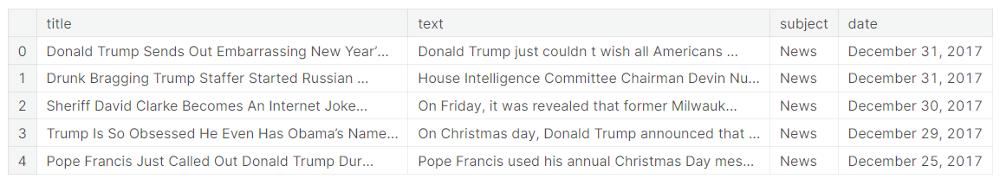 title text subject date
0 Donald Trump Sends Out Embarrassing New Year’... Donald Trump just couldn t wish all Americans ... News December 31, 2017
1 Drunk Bragging Trump Staffer Started Russian ... House Intelligence Committee Chairman Devin Nu... News December 31, 2017
2 Sheriff David Clarke Becomes An Internet Joke... On Friday, it was revealed that former Milwauk... News December 30, 2017
3 Trump Is So Obsessed He Even Has Obama’s Name... On Christmas day, Donald Trump announced that ... News December 29, 2017
4 Pope Francis Just Called Out Donald Trump Dur... Pope Francis used his annual Christmas Day mes... News December 25, 2017